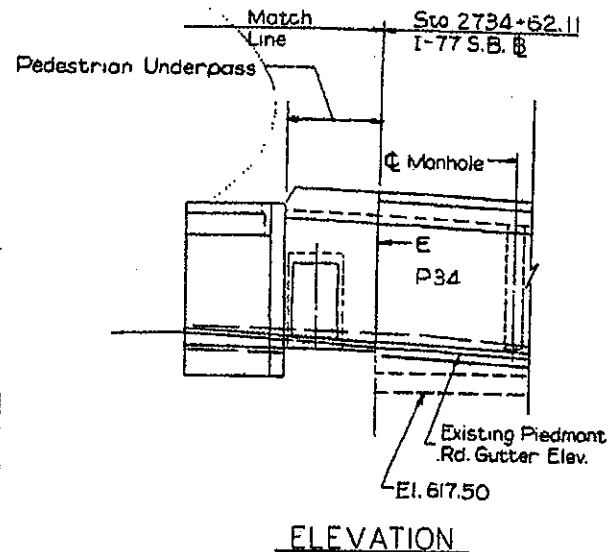 Match
Line
Sta 2734+62.11
I-77 S.B. ℄
Pedestrian Underpass
℄ Manhole
E
P34
Existing Piedmont
Rd. Gutter Elev.
El. 617.50
ELEVATION